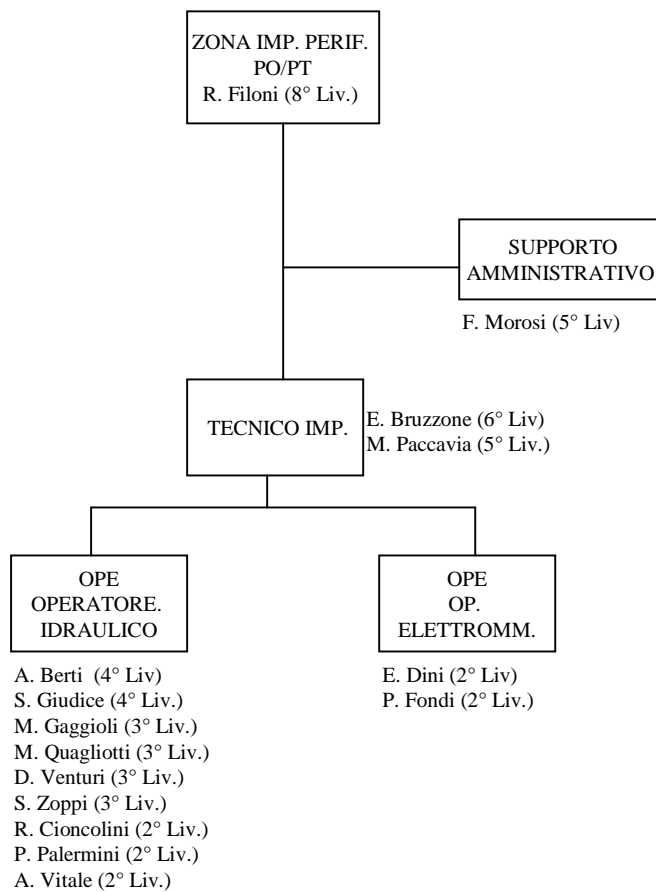 ZONA IMP. PERIF.
PO/PT
R. Filoni (8° Liv.)
SUPPORTO
AMMINISTRATIVO
F. Morosi (5° Liv)
TECNICO IMP.
E. Bruzzone (6° Liv)
M. Paccavia (5° Liv.)
OPE
OPERATORE.
IDRAULICO
A. Berti (4° Liv)
S. Giudice (4° Liv.)
M. Gaggioli (3° Liv.)
M. Quagliotti (3° Liv.)
D. Venturi (3° Liv.)
S. Zoppi (3° Liv.)
R. Cioncolini (2° Liv.)
P. Palermini (2° Liv.)
A. Vitale (2° Liv.)
OPE
OP.
ELETTROMM.
E. Dini (2° Liv)
P. Fondi (2° Liv.)